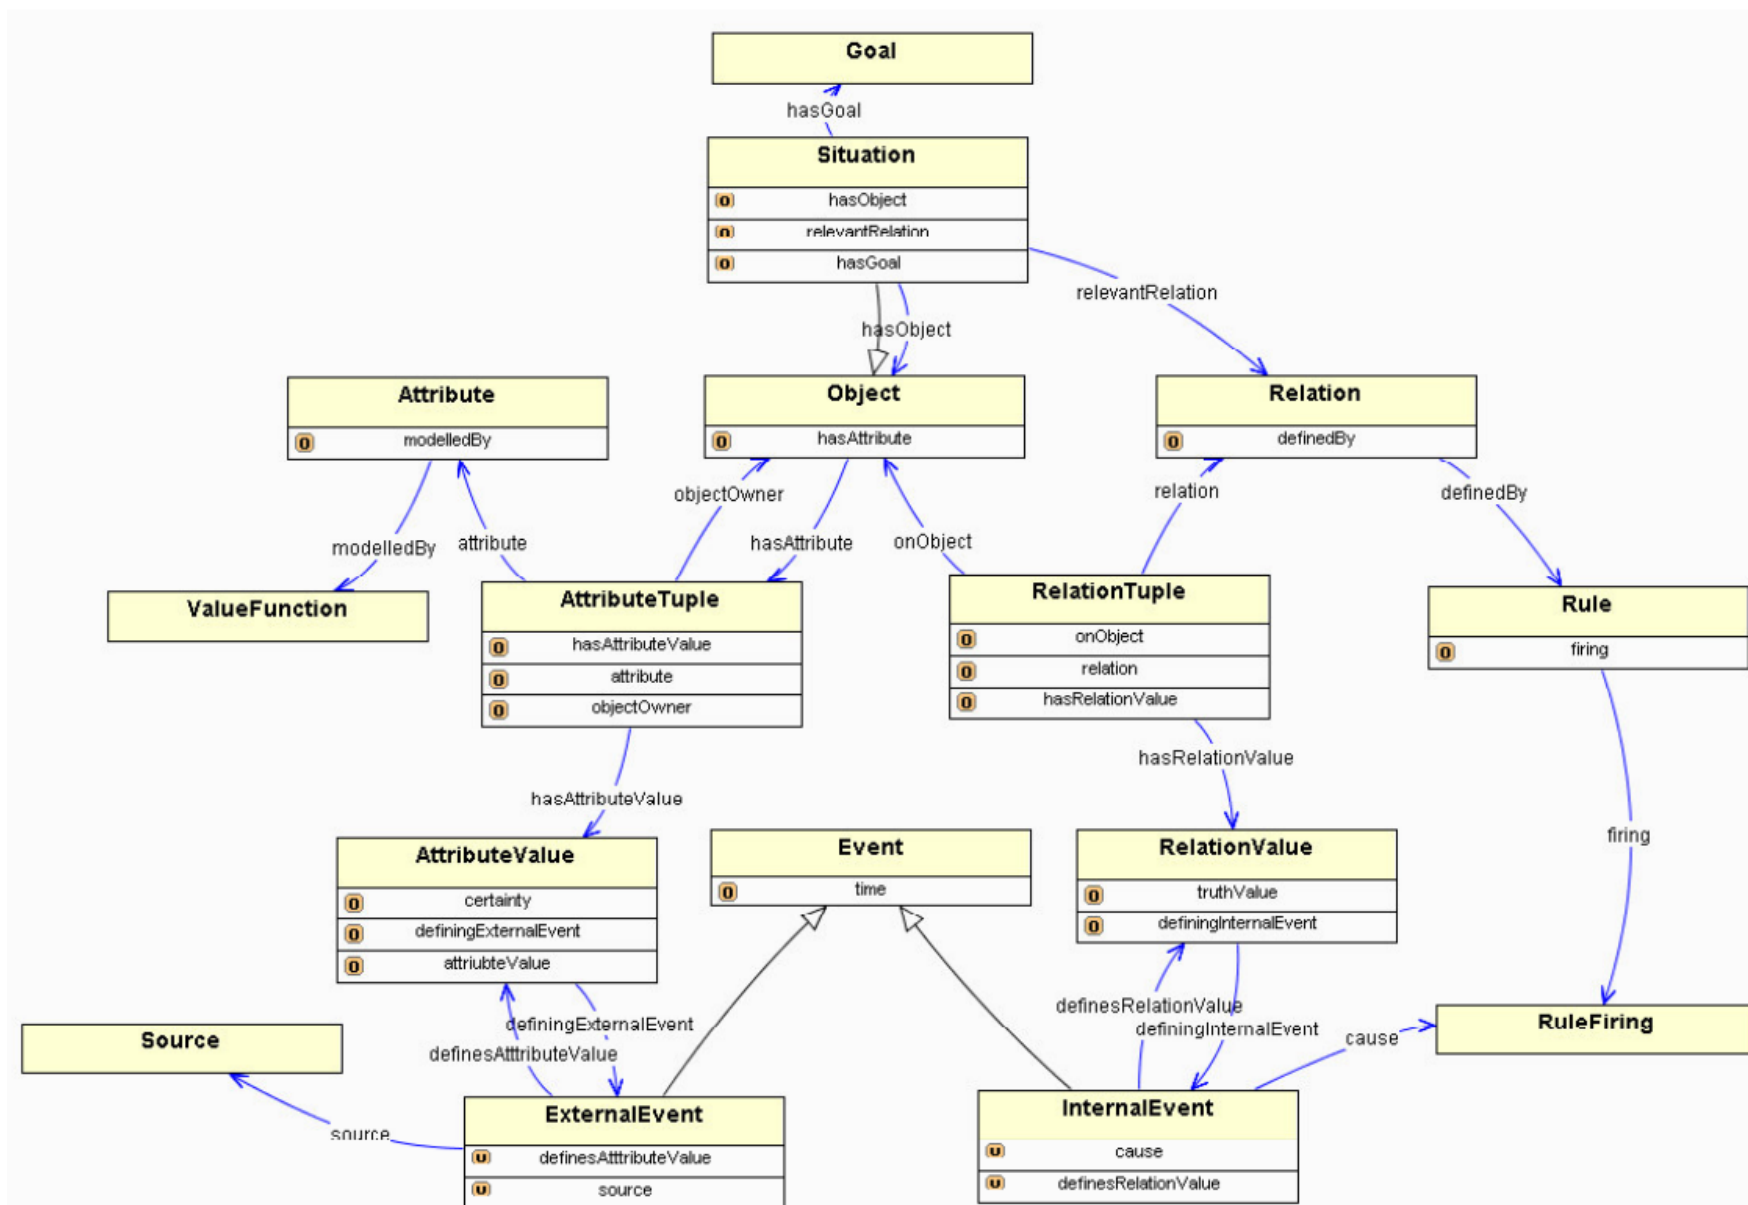 Goal
hasGoal
Situation
hasObject
relevantRelation
hasGoal
relevantRelation
hasObject
Attribute
modelledBy
Object
hasAttribute
Relation
definedBy
objectOwner
relation
definedBy
modelledBy
attribute
hasAttribute
onObject
ValueFunction
AttributeTuple
hasAttributeValue
attribute
objectOwner
RelationTuple
onObject
relation
hasRelationValue
Rule
firing
hasRelationValue
hasAttributeValue
firing
AttributeValue
certainty
definingExternalEvent
attriubteValue
Event
time
RelationValue
truthValue
definingInternalEvent
definesRelationValue
definingInternalEvent
definingExternalEvent
definesAtttributeValue
Source
cause
RuleFiring
source
ExternalEvent
definesAtttributeValue
source
InternalEvent
cause
definesRelationValue